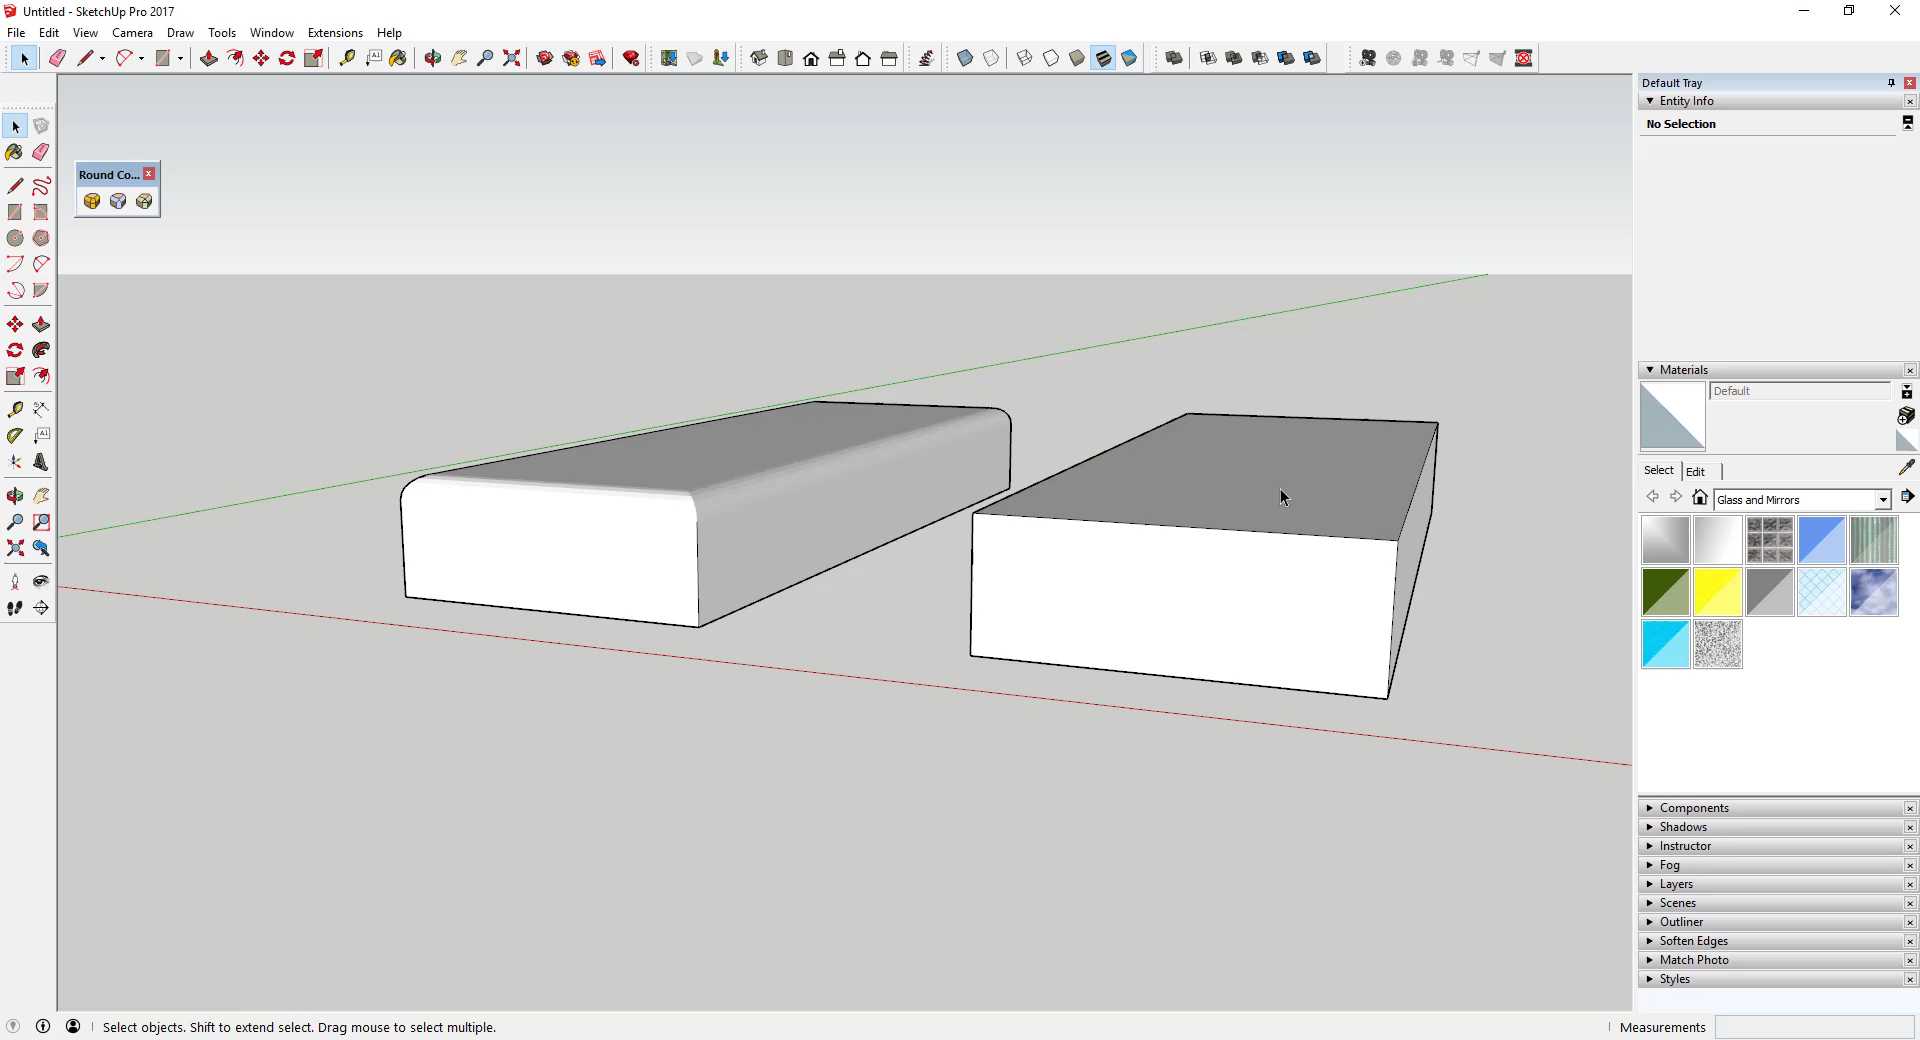 Untitled - SketchUp Pro 2017
File Edit View Camera Draw Tools Window Extensions Help
Default Tray
Entity Info
No Selection
Round Co...
Materials
Default
Select Edit
Glass and Mirrors
Components
Shadows
Instructor
Fog
Layers
Scenes
Outliner
Soften Edges
Match Photo
Styles
Select objects. Shift to extend select. Drag mouse to select multiple.
Measurements